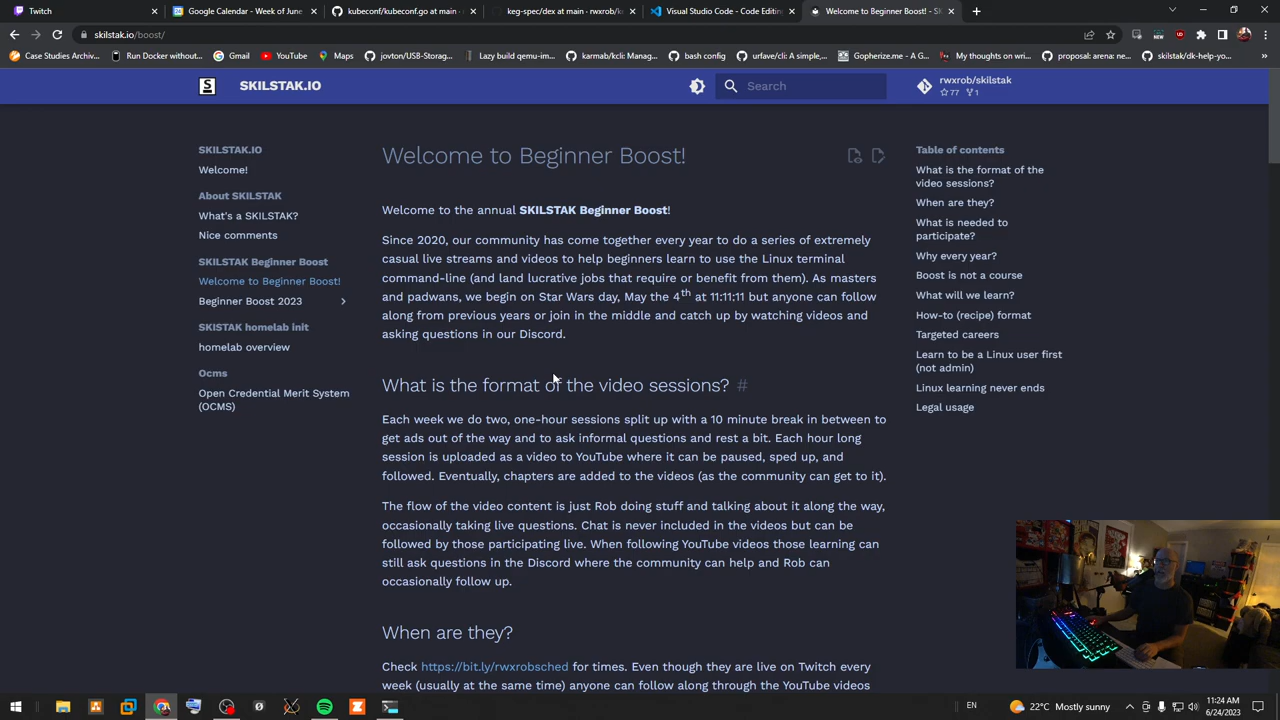 Twitch
Google Calendar - Week of June
kubeconf/kubeconf.go at main -
keg-spec/dex at main - rwxrob/k
Visual Studio Code - Code Editin
Welcome to Beginner Boost! - Sk
skilstak.io/boost/
Case Studies Archiv...
Run Docker without...
Gmail
YouTube
Maps
joyton/USB-Storag...
Lazy build qemu-im...
karmab/kcli: Manag...
bash config
urfave/cli: A simple,...
Gopherize.me - Go...
My thoughts on wri...
proposal: arena: ne...
skilstak/dk-help-yo...
SKILSTAK.IO
Search
rwxrob/skilstak
77 1
SKILSTAK.IO
Welcome!
About SKILSTAK
What's a SKILSTAK?
Nice comments
SKILSTAK Beginner Boost
Welcome to Beginner Boost!
Beginner Boost 2023
SKISTAK homelab init
homelab overview
Ocms
Open Credential Merit System
(OCMS)
Welcome to Beginner Boost!
Welcome to the annual SKILSTAK Beginner Boost!
Since 2020, our community has come together every year to do a series of extremely
casual live streams and videos to help beginners learn to use the Linux terminal
command-line (and land lucrative jobs that require or benefit from them). As masters
and padwans, we begin on Star Wars day, May the 4th at 11:11:11 but anyone can follow
along from previous years or join in the middle and catch up by watching videos and
asking questions in our Discord.
What is the format of the video sessions? #
Each week we do two, one-hour sessions split up with a 10 minute break in between to
get ads out of the way and to ask informal questions and rest a bit. Each hour long
session is uploaded as a video to YouTube where it can be paused, sped up, and
followed. Eventually, chapters are added to the videos (as the community can get to it).
The flow of the video content is just Rob doing stuff and talking about it along the way,
occasionally taking live questions. Chat is never included in the videos but can be
followed by those participating live. When following YouTube videos those learning can
still ask questions in the Discord where the community can help and Rob can
occasionally follow up.
When are they?
Check https://bit.ly/rwxrobsched for times. Even though they are live on Twitch every
week (usually at the same time) anyone can follow along through the YouTube videos
Table of contents
What is the format of the
video sessions?
When are they?
What is needed to
participate?
Why every year?
Boost is not a course
What will we learn?
How-to (recipe) format
Targeted careers
Learn to be a Linux user first
(not admin)
Linux learning never ends
Legal usage
EN
22°C Mostly sunny
11:24 AM
6/24/2023